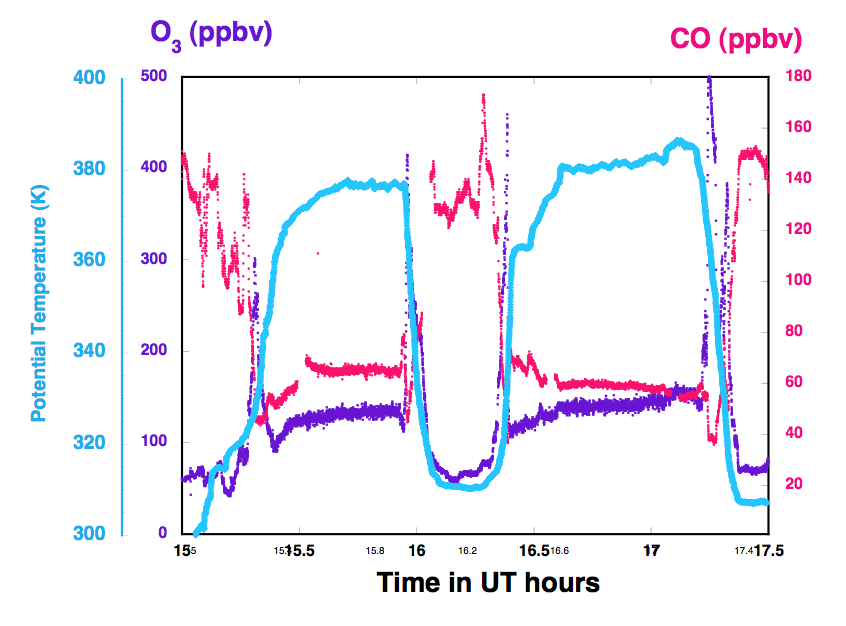 O3 (ppbv)
CO (ppbv)
400 500 180
160
380 400 140
120
360 300 100
340 200 80
60
320 100 40
20
300 0
15 15.5 15.8 16 16.2 16.5 16.6 17 17.4 17.5
Time in UT hours
Potential Temperature (K)